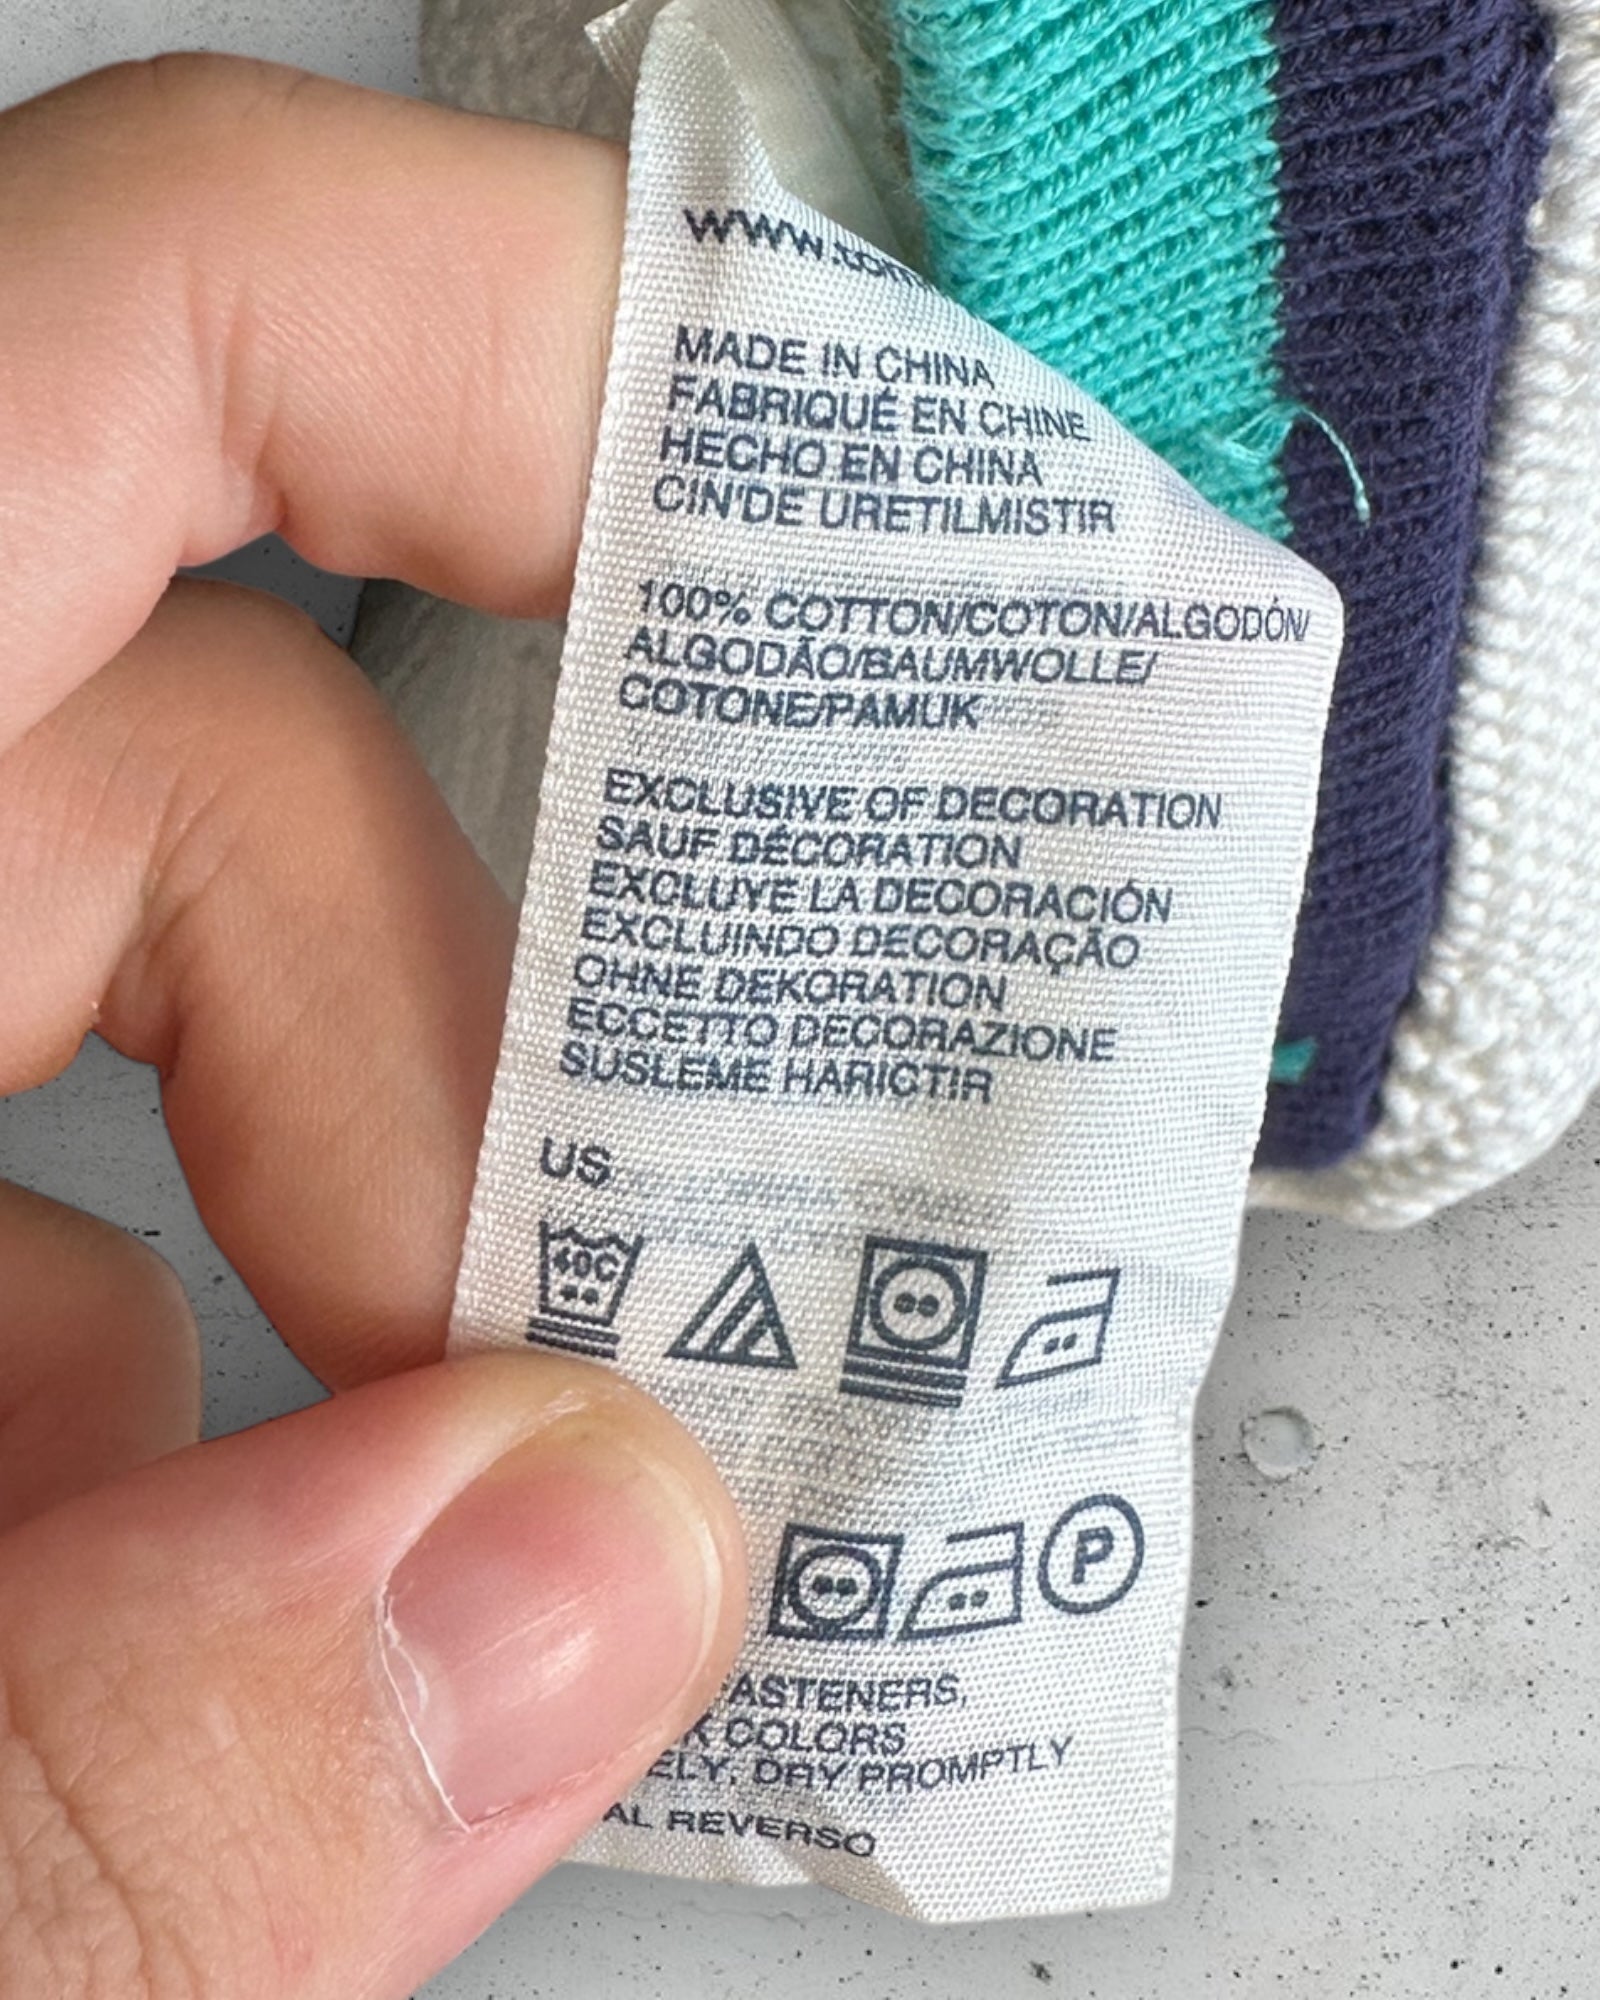 MADE IN CHINA
FABRIQUÉ EN CHINE
HECHO EN CHINA
CIN'DE URETILMISTIR
100% COTTON/COTON/ALGODÓN/
ALGODÃO/BAUMWOLLE/
COTONE/PAMUK
EXCLUSIVE OF DECORATION
SAUF DÉCORATION
EXCLUYE LA DECORACIÓN
EXCLUINDO DECORAÇÃO
OHNE DEKORATION
ECCETTO DECORAZIONE
SUSLEME HARICTIR
US
40C
P
COLORS
DRY PROMPTLY
AL REVERSO